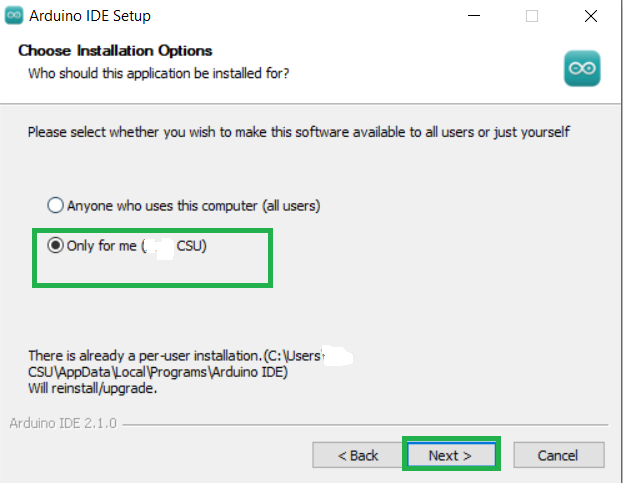 Arduino IDE Setup
Choose Installation Options
Who should this application be installed for?
Please select whether you wish to make this software available to all users or just yourself
Anyone who uses this computer (all users)
Only for me ( CSU)
There is already a per-user installation.(C:\Users
CSU\AppData\Local\Programs\Arduino IDE)
Will reinstall/upgrade.
Arduino IDE 2.1.0
< Back Next > Cancel